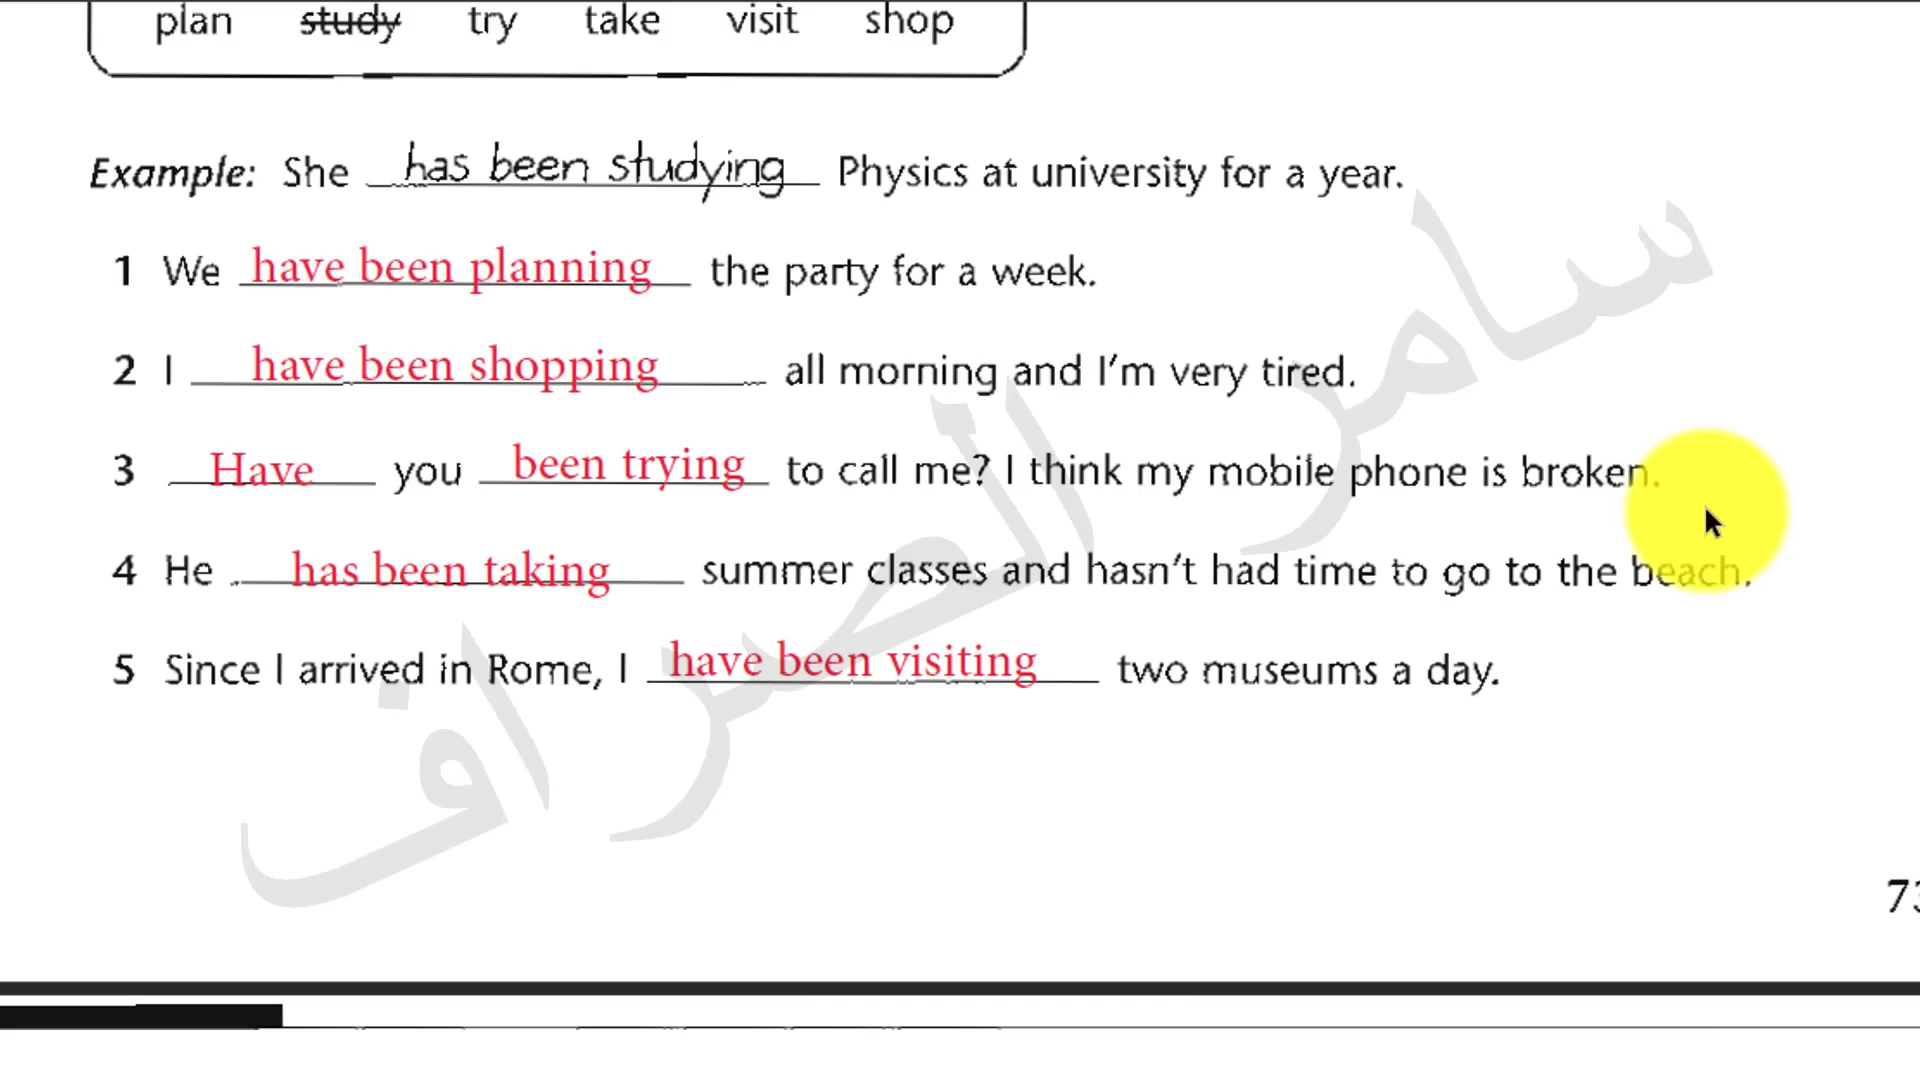 plan study try take visit shop
Example: She has been studying Physics at university for a year.
1 We have been planning the party for a week.
2 I have been shopping all morning and I'm very tired.
3 Have you been trying to call me? I think my mobile phone is broken.
4 He has been taking summer classes and hasn't had time to go to the beach.
5 Since I arrived in Rome, I have been visiting two museums a day.
سامر الصراف